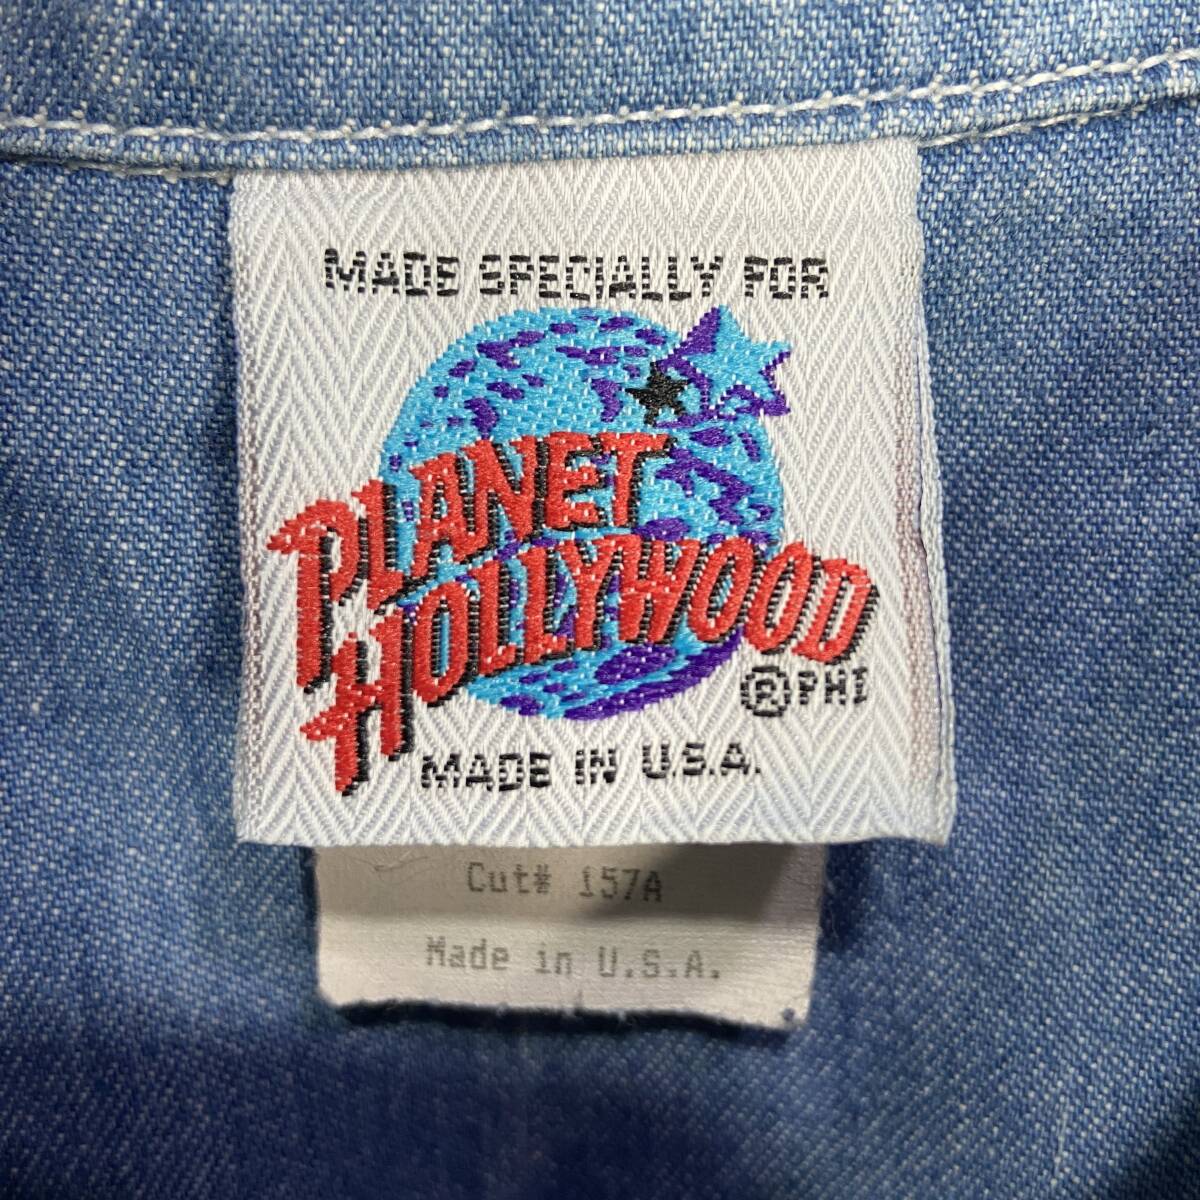 MADE SPECIALLY FOR
PLANET
HOLLYWOOD
®PHI
MADE IN U.S.A.
Cut# 157A
Made in U.S.A.